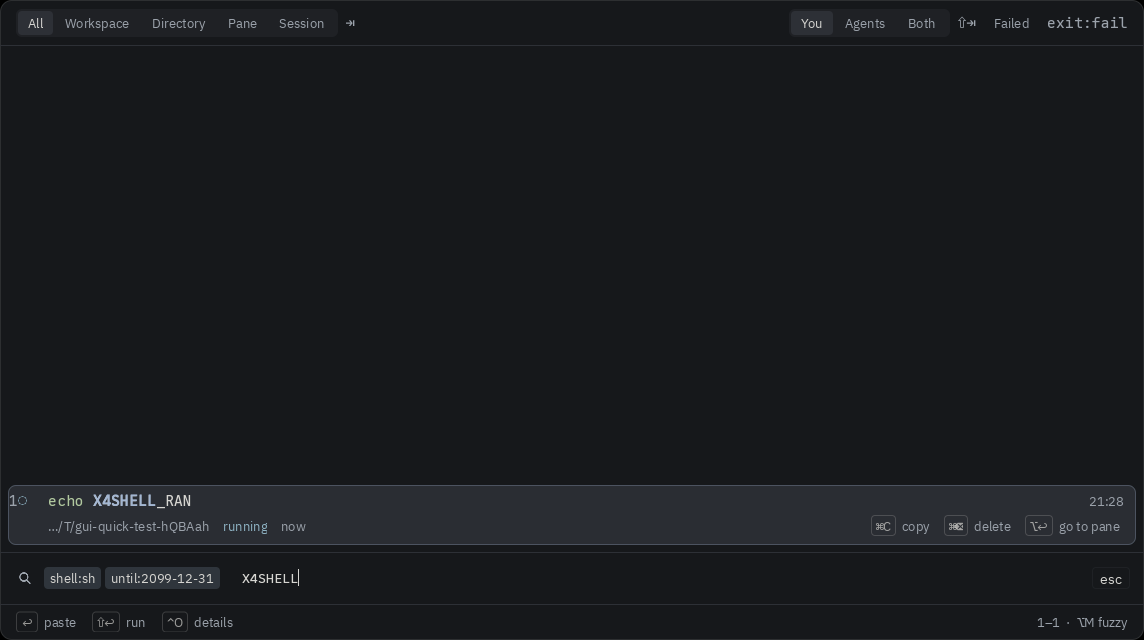 All Workspace Directory Pane Session ⇥ You Agents Both ⇧⇥ Failed exit:fail
1 echo X4SHELL_RAN 21:28
…/T/gui-quick-test-hQBAah running now ⌘C copy delete ⌥↩ go to pane
shell:sh until:2099-12-31 X4SHELL esc
↩ paste ⇧↩ run ^O details 1–1 · ⌥M fuzzy